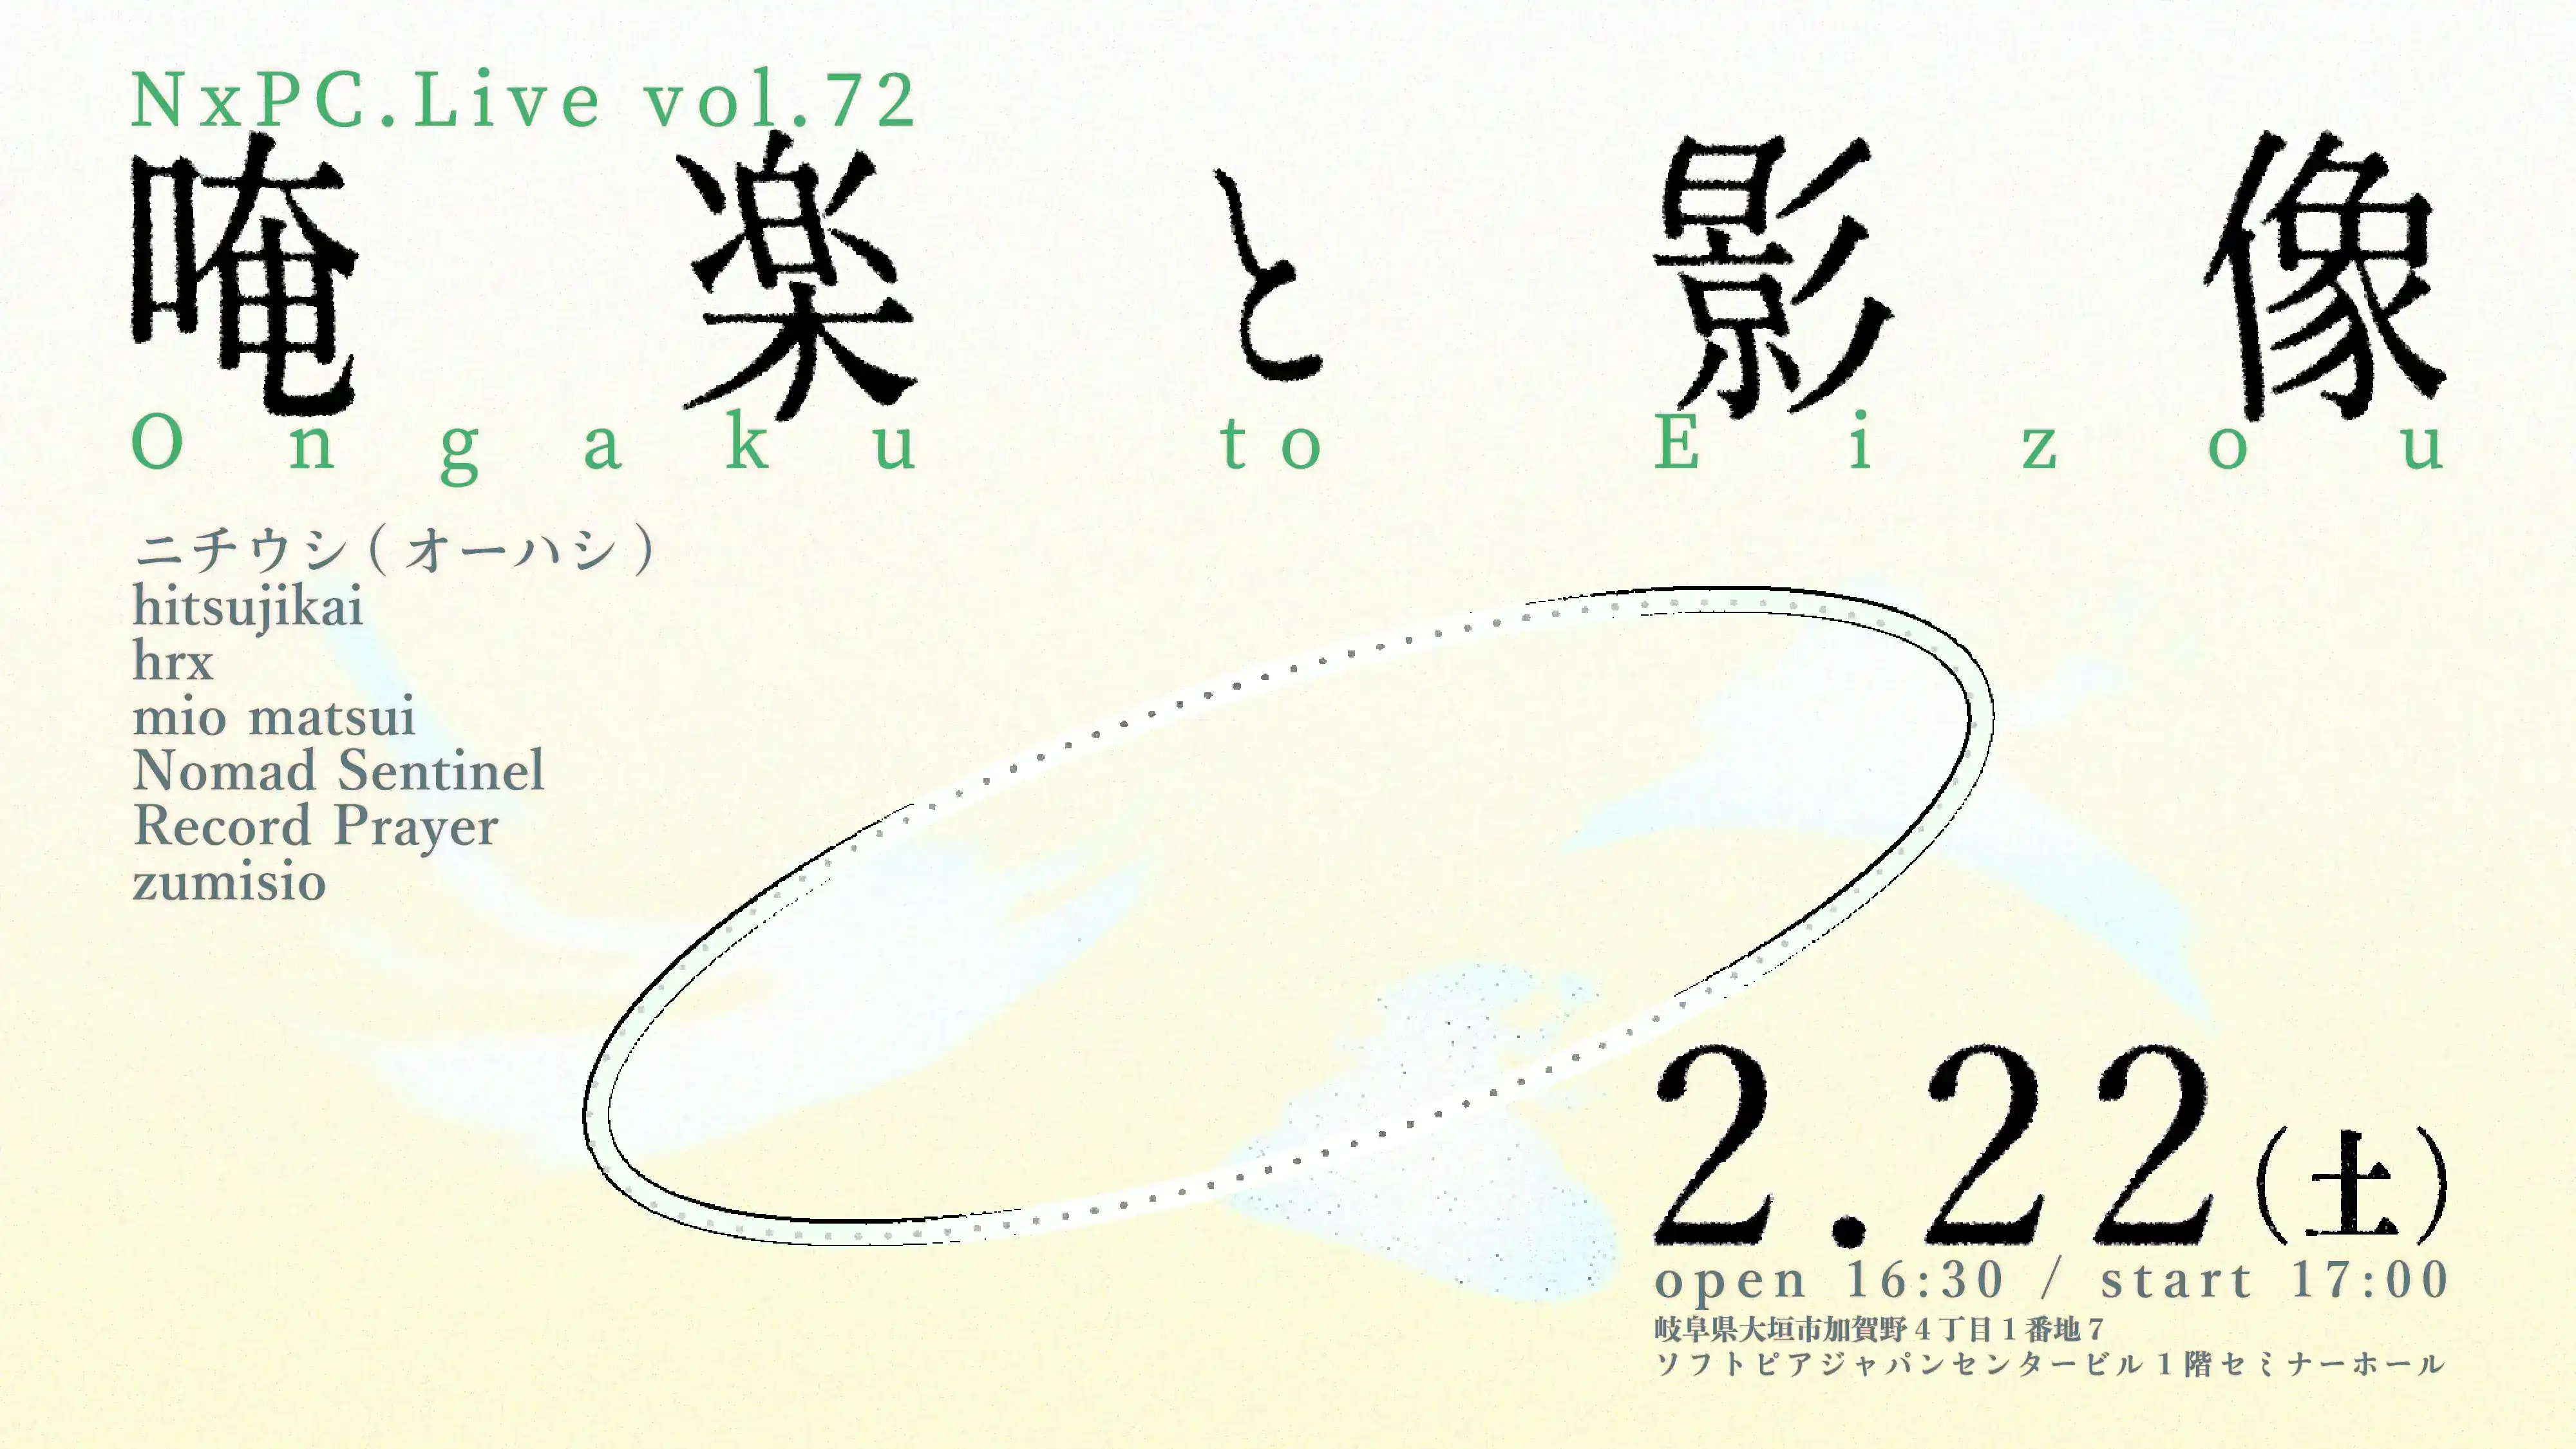 NxPC.Live vol.72
唵楽と影像
Ongaku to Eizou
ニチウシ(オーハシ)
hitsujikai
hrx
mio matsui
Nomad Sentinel
Record Prayer
zumisio
2.22(土)
open 16:30 / start 17:00
岐阜県大垣市加賀野4丁目1番地7
ソフトピアジャパンセンタービル1階セミナーホール